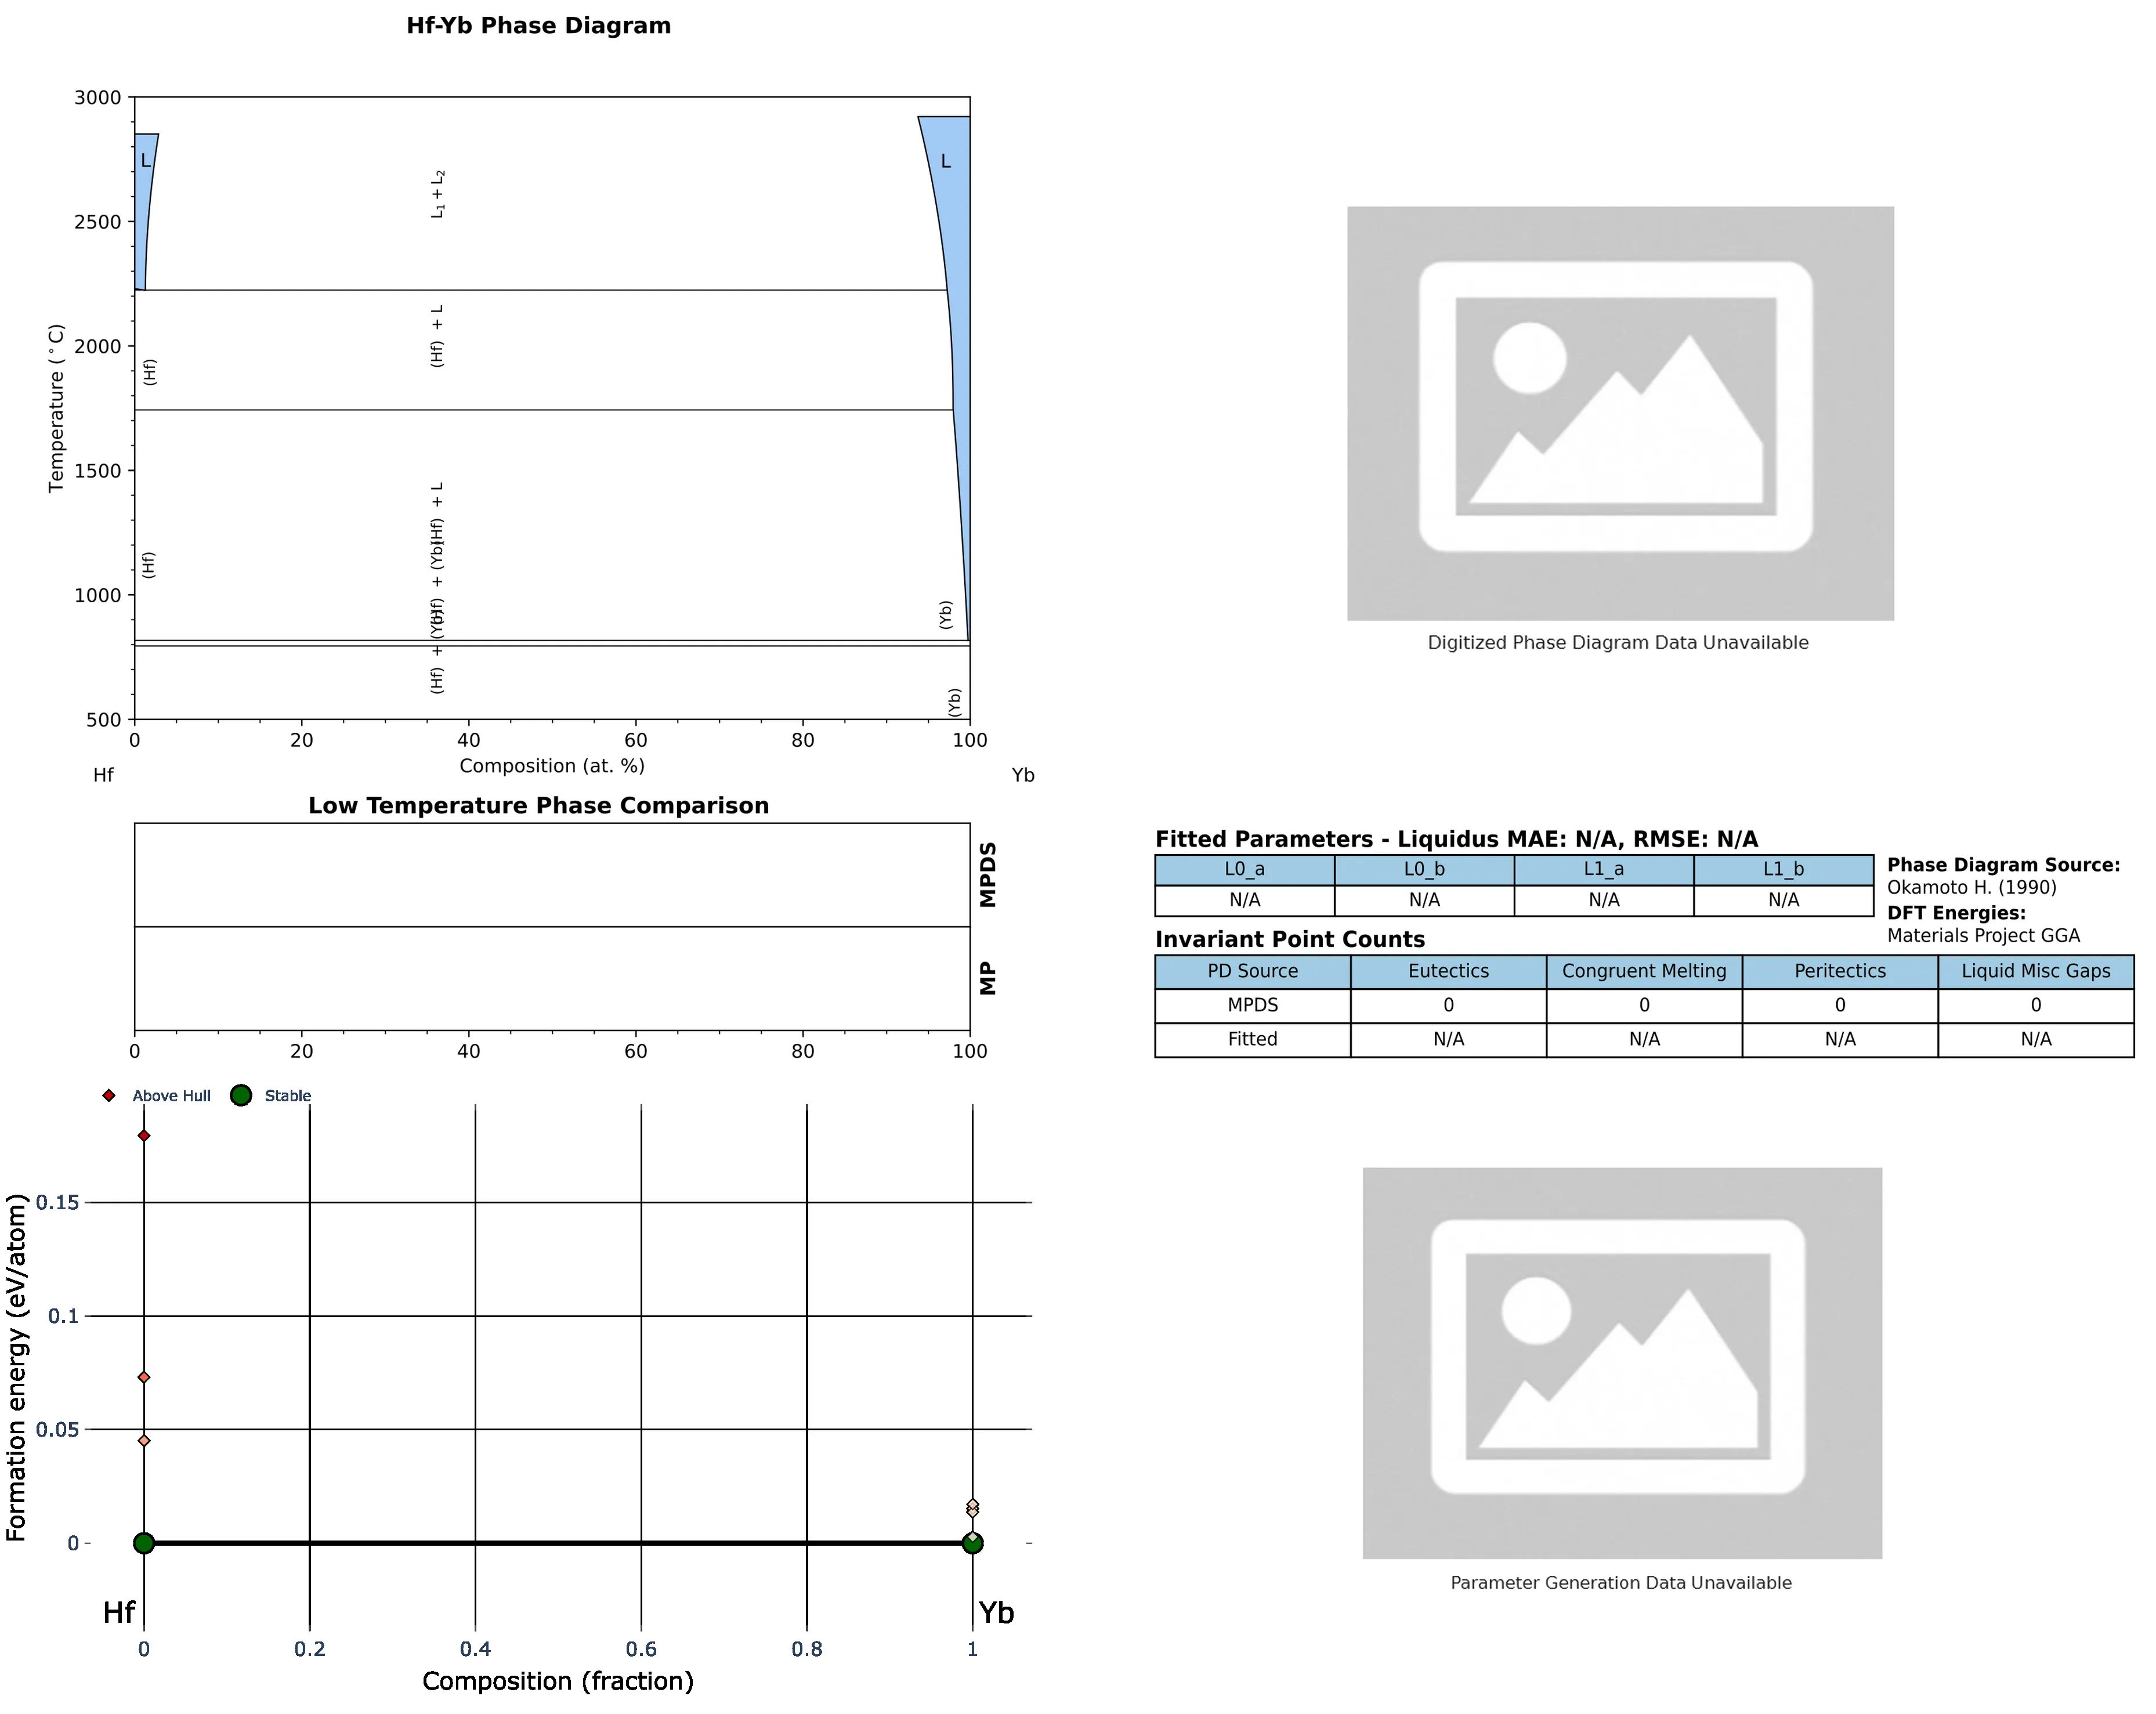 Hf-Yb Phase Diagram
3000
2500
2000
1500
1000
500
Temperature (°C)
L
L
L₁ + L₂
(Hf) + L
(Hf)
(Hf) + L
(Hf)
(Hf) + (Yb)
(Yb)
(Hf) + (Yb)
(Yb)
0 20 40 60 80 100
Composition (at. %)
Hf Yb
Digitized Phase Diagram Data Unavailable
Low Temperature Phase Comparison
MPDS
MP
0 20 40 60 80 100
Fitted Parameters - Liquidus MAE: N/A, RMSE: N/A
L0_a L0_b L1_a L1_b
N/A N/A N/A N/A
Phase Diagram Source:
Okamoto H. (1990)
DFT Energies:
Materials Project GGA
Invariant Point Counts
PD Source Eutectics Congruent Melting Peritectics Liquid Misc Gaps
MPDS 0 0 0 0
Fitted N/A N/A N/A N/A
Above Hull Stable
0.15
0.1
0.05
0
Formation energy (eV/atom)
Hf Yb
0 0.2 0.4 0.6 0.8 1
Composition (fraction)
Parameter Generation Data Unavailable